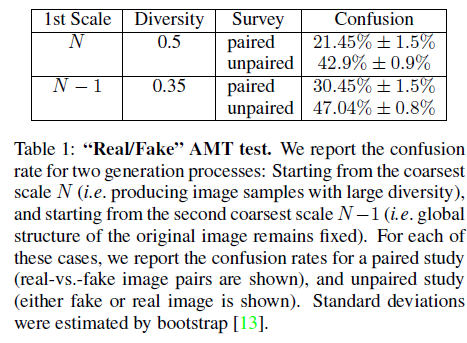 1st Scale Diversity Survey Confusion
N 0.5 paired 21.45% ± 1.5%
unpaired 42.9% ± 0.9%
N − 1 0.35 paired 30.45% ± 1.5%
unpaired 47.04% ± 0.8%
Table 1: “Real/Fake” AMT test. We report the confusion
rate for two generation processes: Starting from the coarsest
scale N (i.e. producing image samples with large diversity),
and starting from the second coarsest scale N−1 (i.e. global
structure of the original image remains fixed). For each of
these cases, we report the confusion rates for a paired study
(real-vs.-fake image pairs are shown), and unpaired study
(either fake or real image is shown). Standard deviations
were estimated by bootstrap [13].